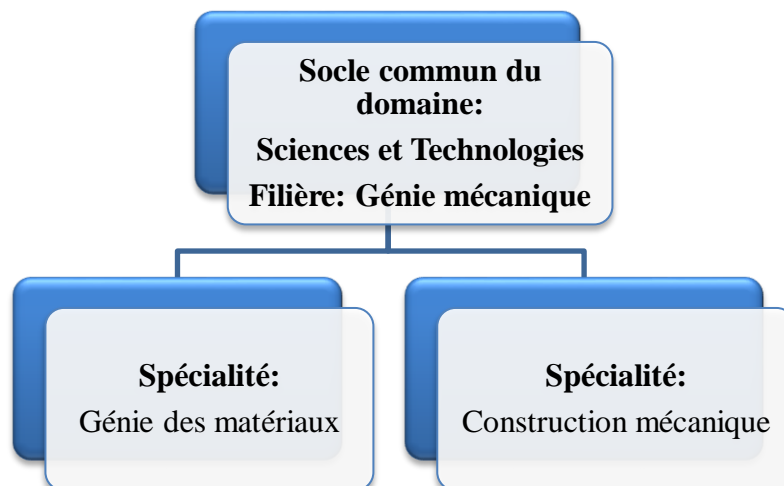 Socle commun du
domaine:
Sciences et Technologies
Filière: Génie mécanique
Spécialité:
Génie des matériaux
Spécialité:
Construction mécanique